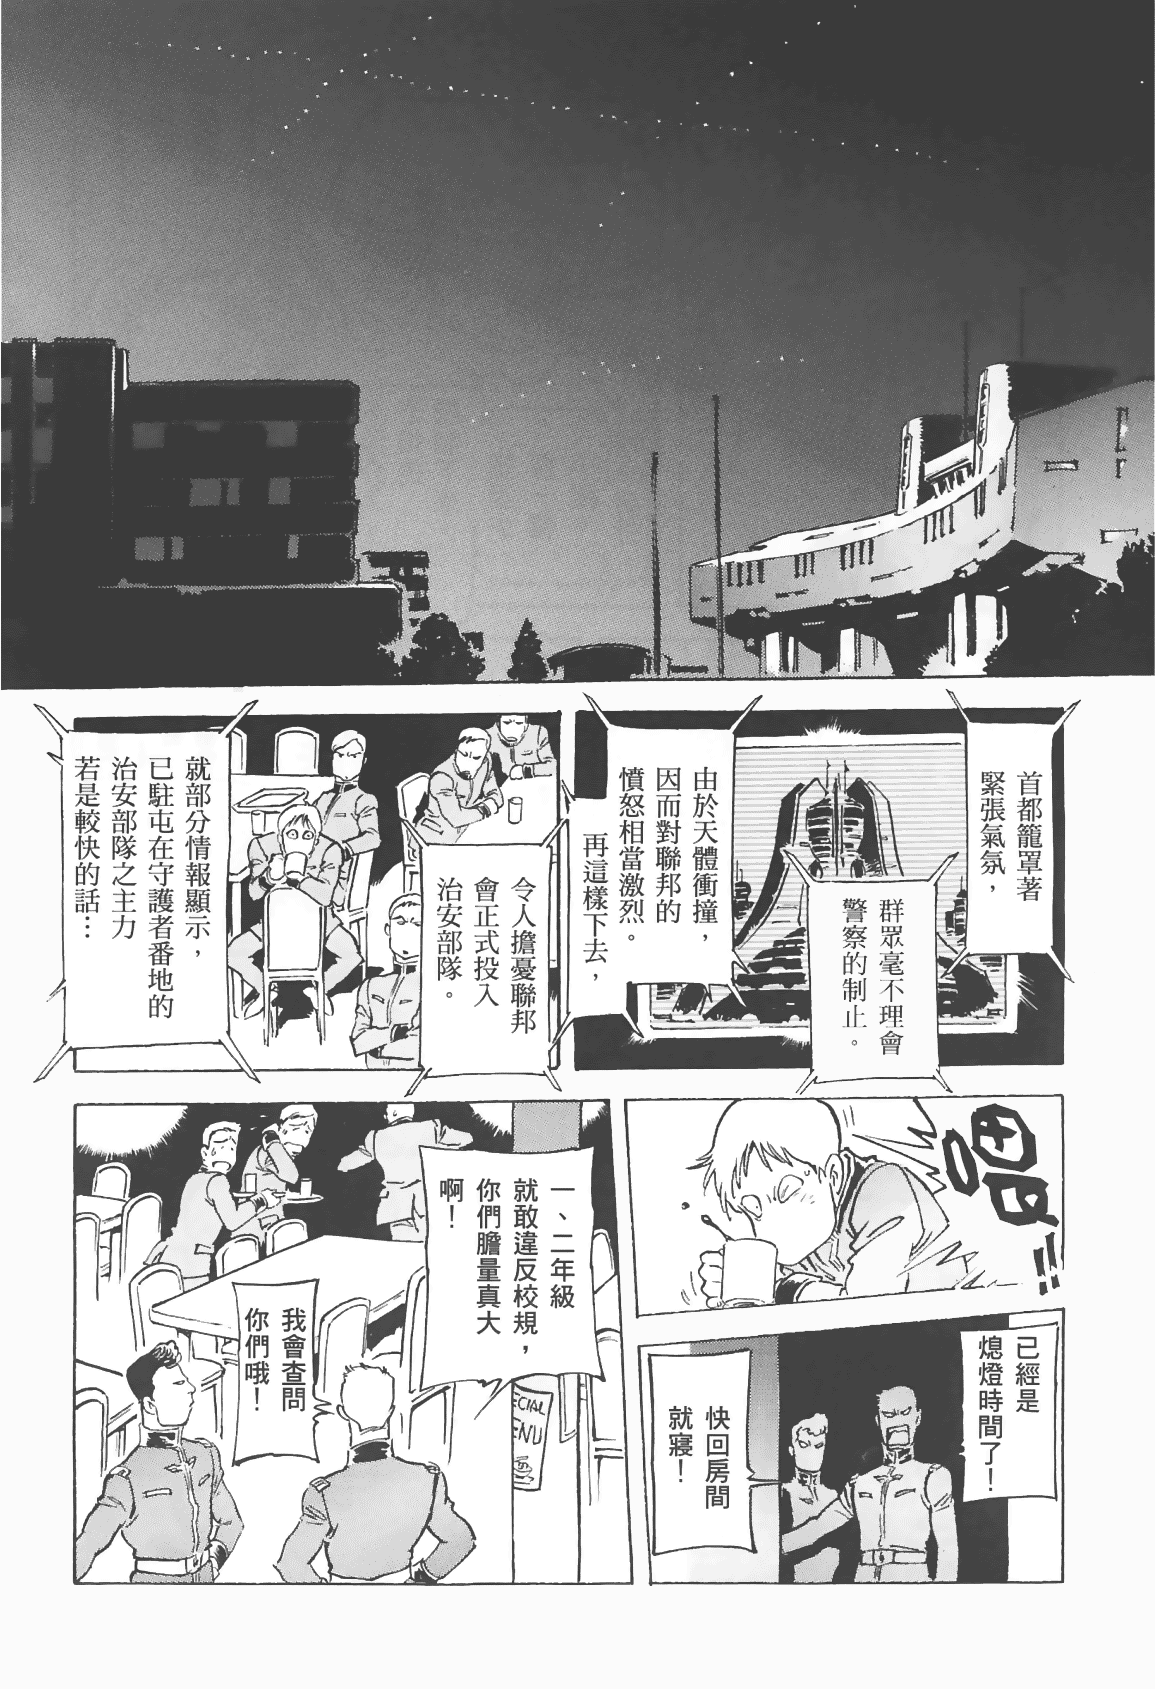 首都籠罩著
緊張氣氛，
群眾毫不理會
警察的制止。
由於天體衝撞，
因而對聯邦的
憤怒相當激烈。
再這樣下去，
令人擔憂聯邦
會正式投入
治安部隊。
就部分情報顯示，
已駐屯在守護者番地的
治安部隊之主力
若是較快的話…
!!
已經是
熄燈時間了！
快回房間
就寢！
一、二年級
就敢違反校規，
你們膽量真大
啊！
我會查問
你們哦！
ECIAL
ENU